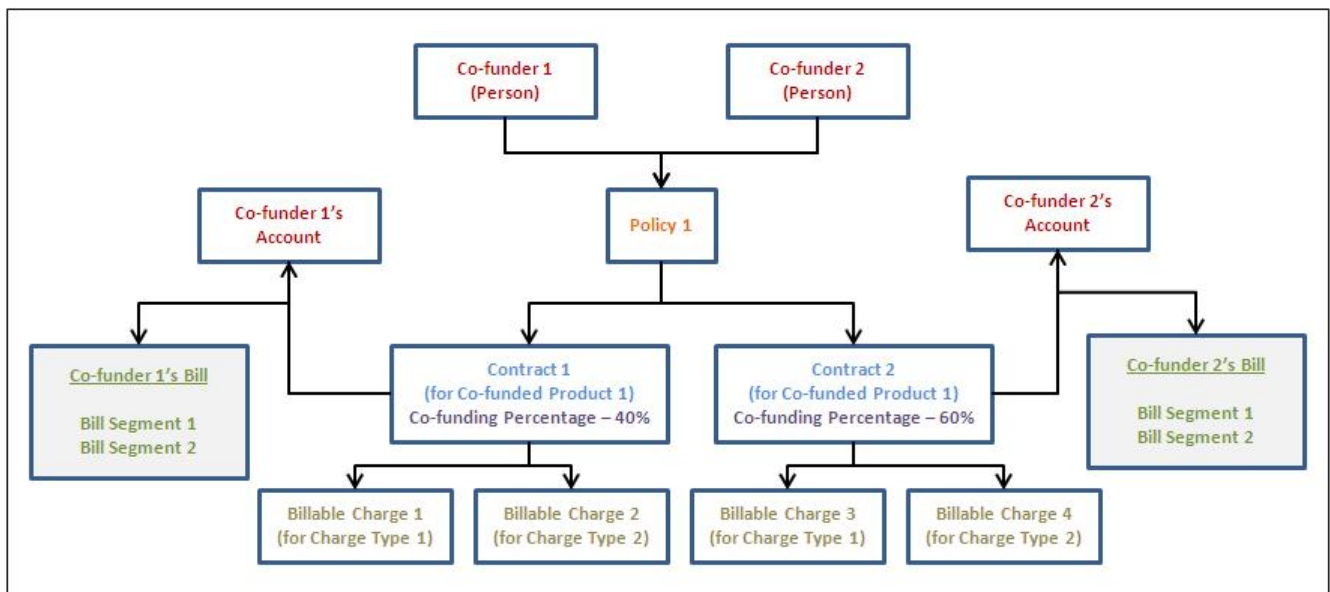 Co-funder 1
(Person)
Co-funder 2
(Person)
Co-funder 1's
Account
Policy 1
Co-funder 2's
Account
Co-funder 1's Bill
Bill Segment 1
Bill Segment 2
Contract 1
(for Co-funded Product 1)
Co-funding Percentage – 40%
Contract 2
(for Co-funded Product 1)
Co-funding Percentage – 60%
Co-funder 2's Bill
Bill Segment 1
Bill Segment 2
Billable Charge 1
(for Charge Type 1)
Billable Charge 2
(for Charge Type 2)
Billable Charge 3
(for Charge Type 1)
Billable Charge 4
(for Charge Type 2)